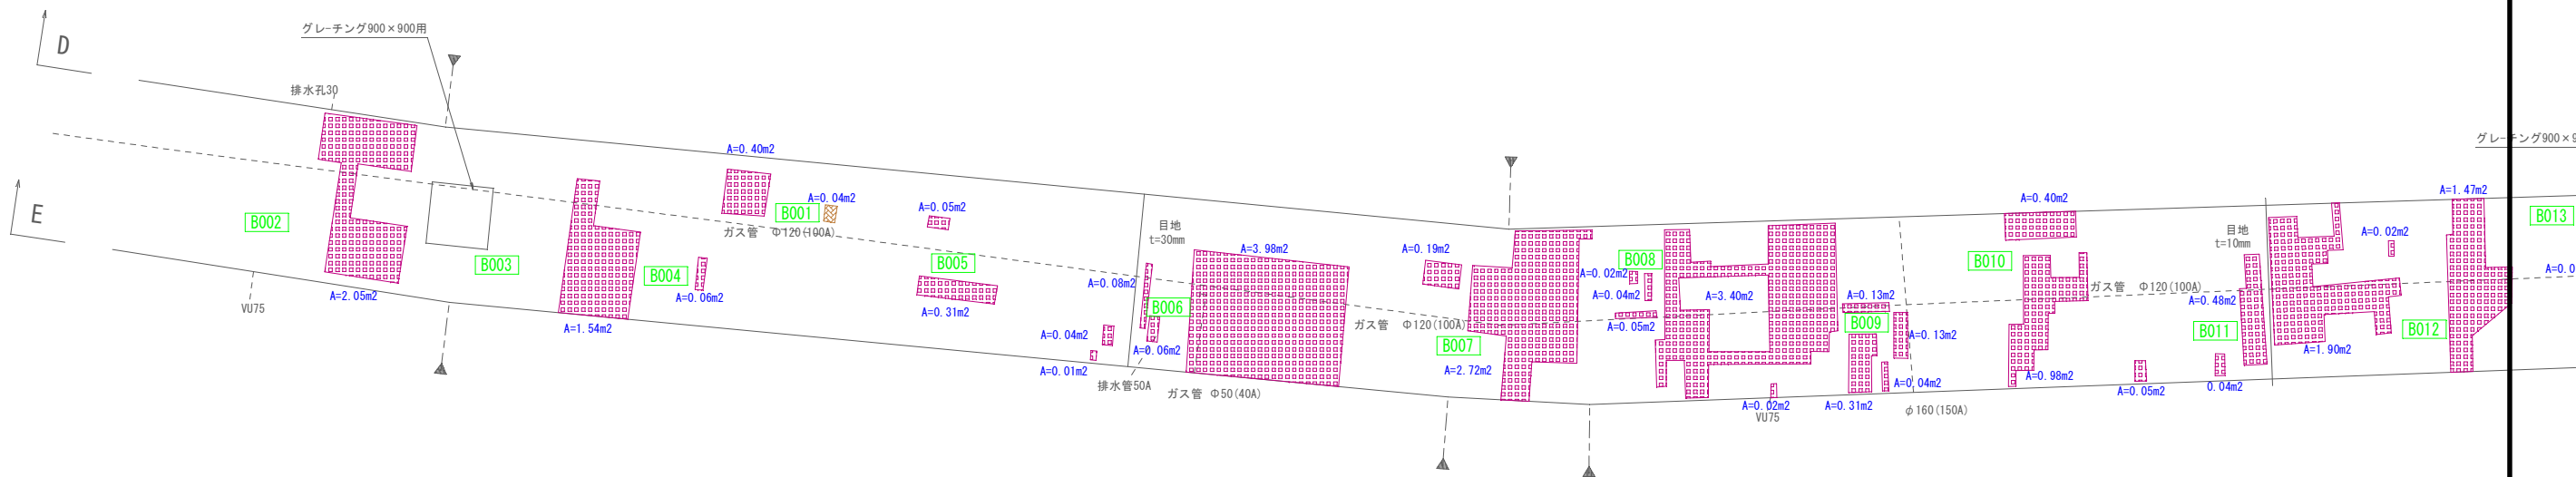 D
グレ-チング900×900用
排水孔30
E
B002
VU75
A=2.05m2
B003
A=1.54m2
A=0.40m2
B001
A=0.04m2
ガス管 Φ120(100A)
B004
A=0.06m2
A=0.05m2
B005
A=0.31m2
目地
t=30mm
A=0.08m2
B006
A=0.04m2
A=0.06m2
A=0.01m2
排水管50A
ガス管 Φ50(40A)
A=3.98m2
A=0.19m2
ガス管 Φ120(100A)
B007
A=2.72m2
B008
A=0.02m2
A=0.04m2
A=0.05m2
A=3.40m2
A=0.13m2
B009
A=0.13m2
A=0.02m2
VU75
A=0.31m2
A=0.04m2
φ160(150A)
A=0.40m2
B010
ガス管 Φ120(100A)
A=0.98m2
A=0.05m2
目地
t=10mm
A=0.48m2
B011
0.04m2
A=1.90m2
A=0.02m2
B012
A=1.47m2
グレ-チング900×9
B013
A=0.0